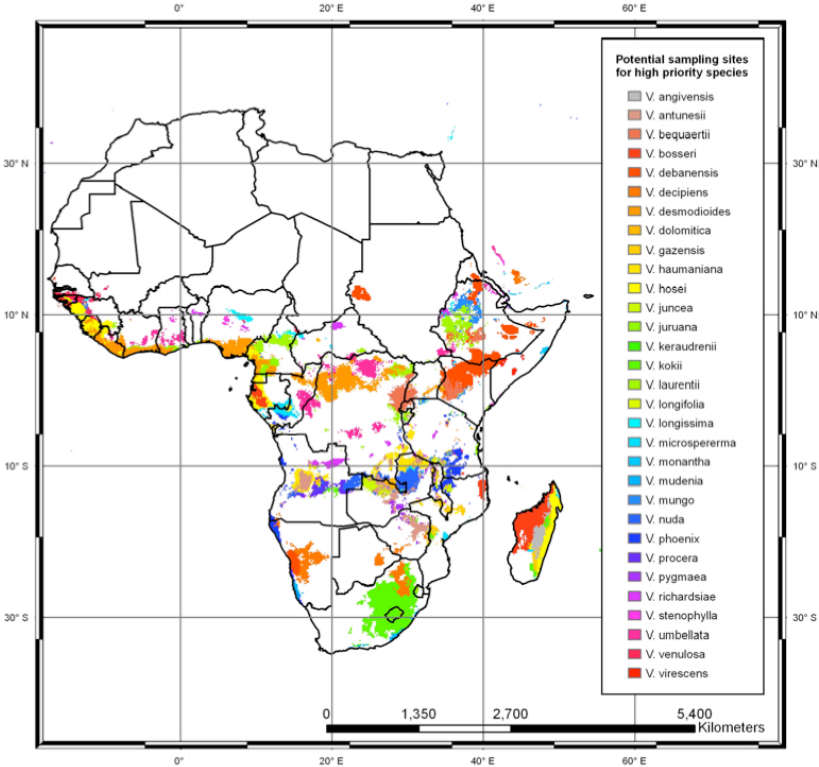 0°
20° E
40° E
60° E
Potential sampling sites
for high priority species
V. angivensis
V. antunesii
V. bequaertii
V. bosseri
V. debanensis
V. decipiens
V. desmodioides
V. dolomitica
V. gazensis
V. haumaniana
V. hosei
V. juncea
V. juruana
V. keraudrenii
V. kokii
V. laurentii
V. longifolia
V. longissima
V. microspererma
V. monantha
V. mudenia
V. mungo
V. nuda
V. phoenix
V. procera
V. pygmaea
V. richardsiae
V. stenophylla
V. umbellata
V. venulosa
V. virescens
30° N
30° N
10° N
10° N
10° S
10° S
30° S
30° S
0
1,350
2,700
5,400
Kilometers
0°
20° E
40° E
60° E